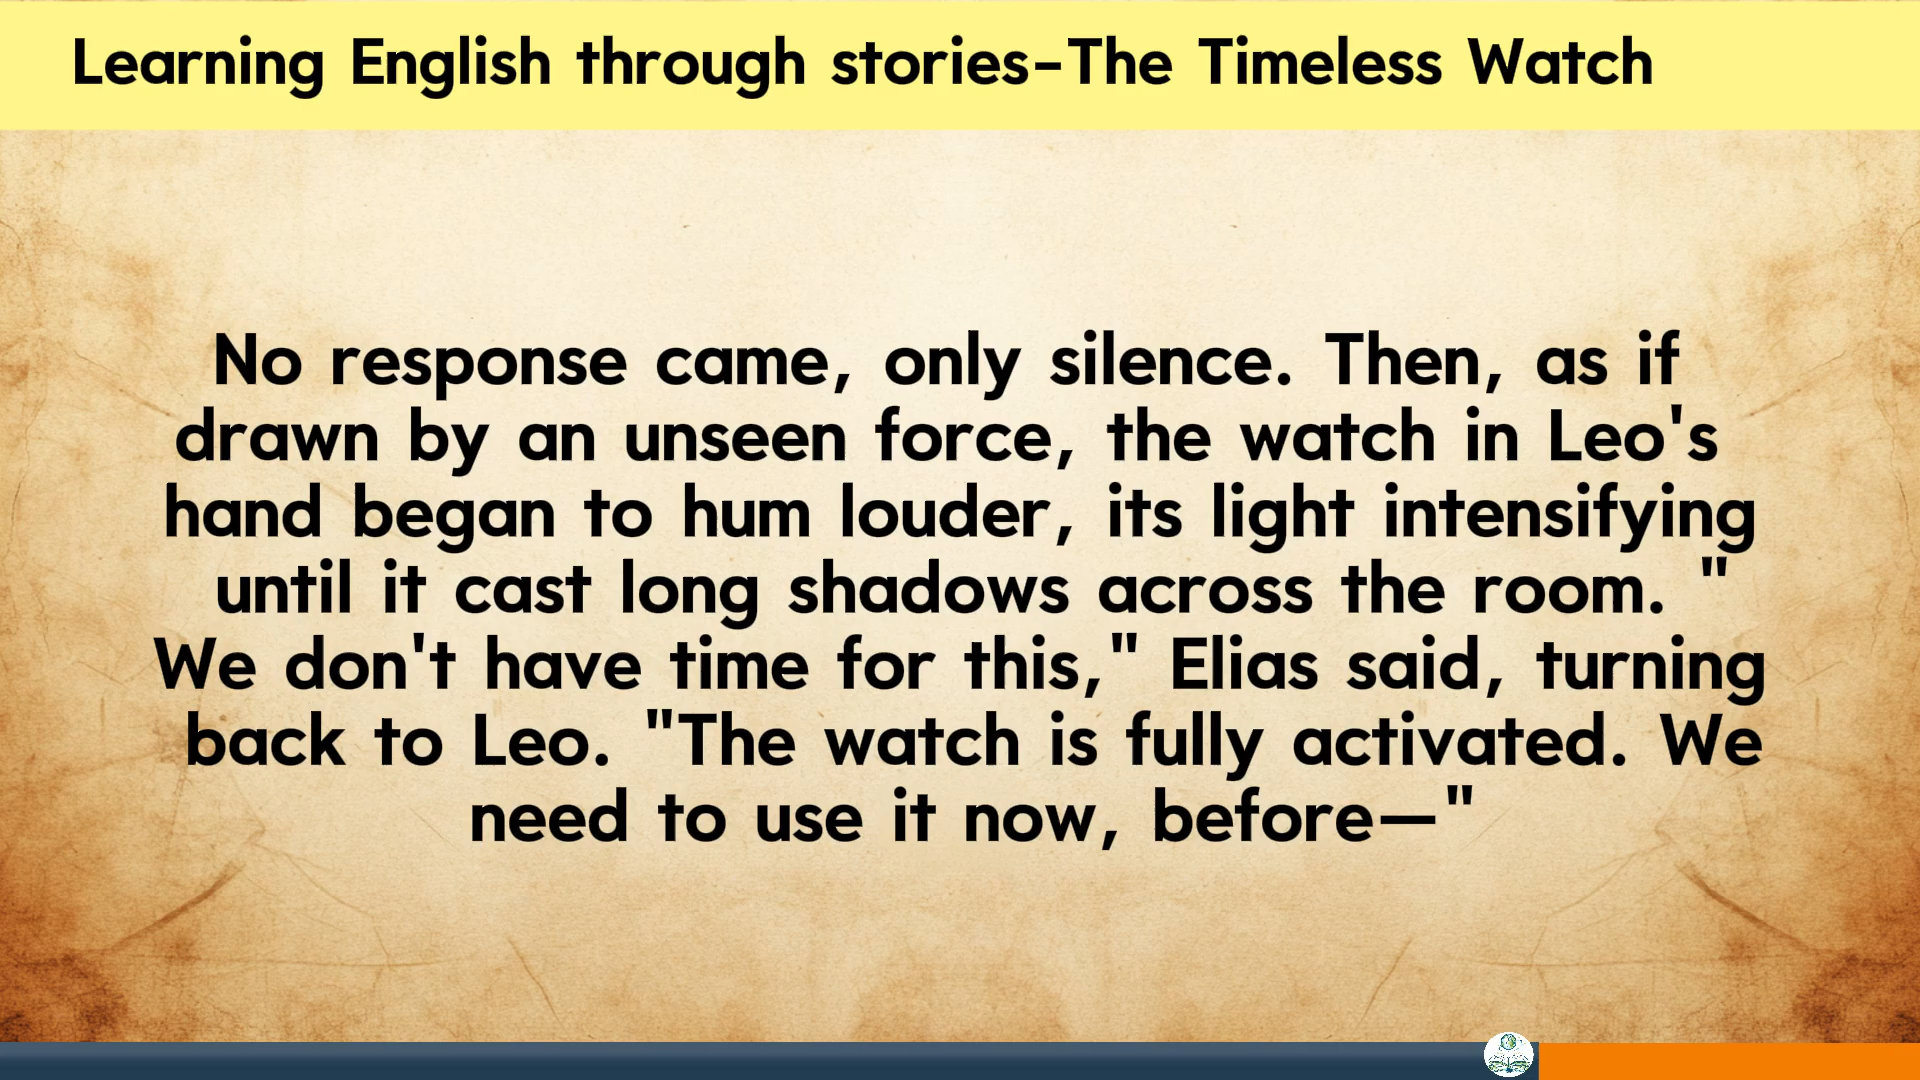 Learning English through stories-The Timeless Watch
No response came, only silence. Then, as if
drawn by an unseen force, the watch in Leo's
hand began to hum louder, its light intensifying
until it cast long shadows across the room. "
We don't have time for this," Elias said, turning
back to Leo. "The watch is fully activated. We
need to use it now, before—"